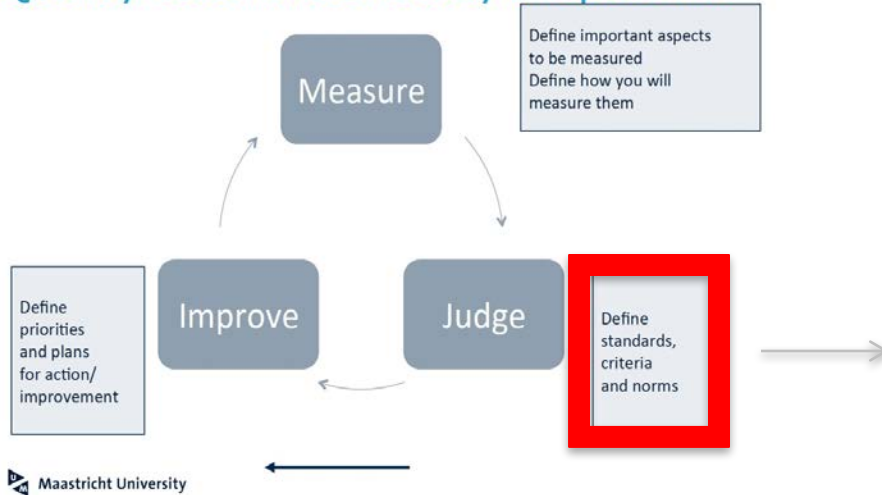 Measure
Define important aspects
to be measured
Define how you will
measure them
Improve
Define
priorities
and plans
for action/
improvement
Judge
Define
standards,
criteria
and norms
UM
Maastricht University